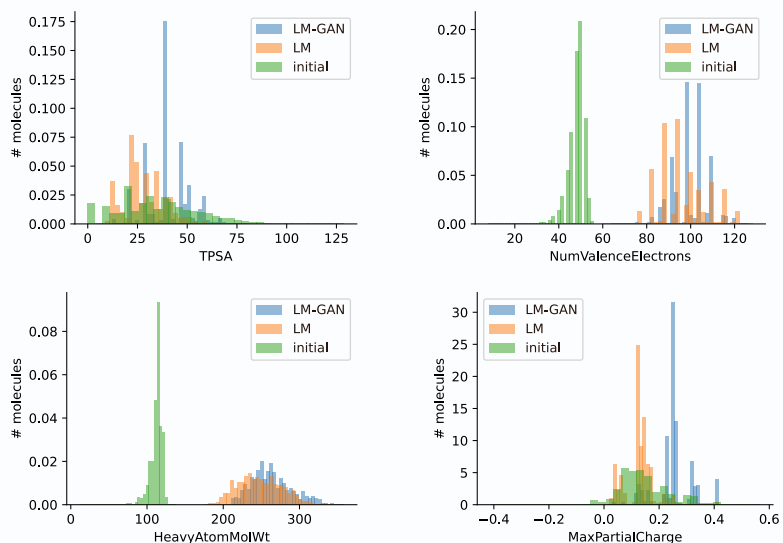 # molecules
0.175
0.150
0.125
0.100
0.075
0.050
0.025
0.000
0 25 50 75 100 125
TPSA
LM-GAN
LM
initial
# molecules
0.20
0.15
0.10
0.05
0.00
20 40 60 80 100 120
NumValenceElectrons
LM-GAN
LM
initial
# molecules
0.08
0.06
0.04
0.02
0.00
0 100 200 300
HeavyAtomMolWt
LM-GAN
LM
initial
# molecules
30
25
20
15
10
5
0
−0.4 −0.2 0.0 0.2 0.4 0.6
MaxPartialCharge
LM-GAN
LM
initial